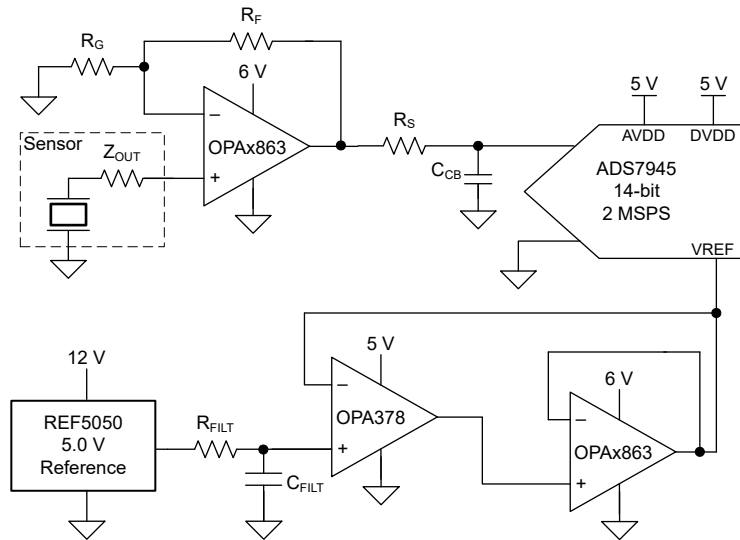 R_F
R_G
6 V
−
OPAx863
+
Sensor
Z_OUT
R_S
C_CB
5 V
5 V
AVDD
DVDD
ADS7945
14-bit
2 MSPS
VREF
12 V
REF5050
5.0 V
Reference
R_FILT
C_FILT
5 V
−
OPA378
+
6 V
−
OPAx863
+